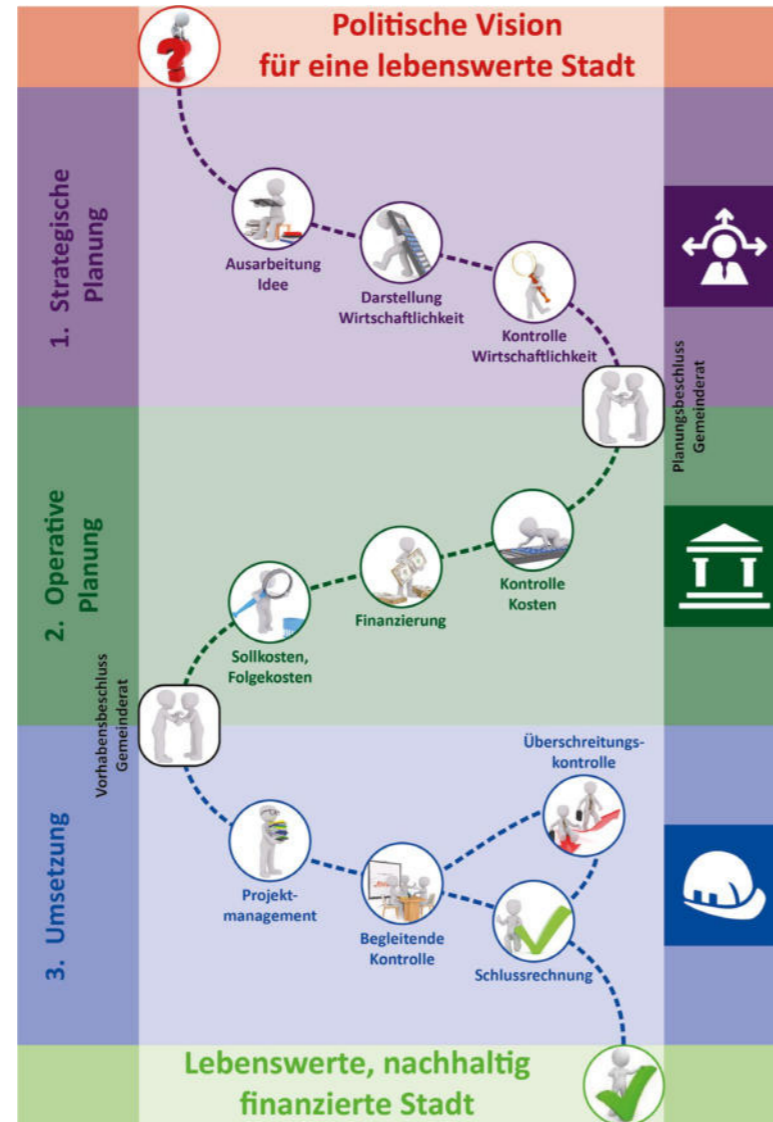 Politische Vision
für eine lebenswerte Stadt
1. Strategische
Planung
Ausarbeitung
Idee
Darstellung
Wirtschaftlichkeit
Kontrolle
Wirtschaftlichkeit
Planungsbeschluss
Gemeinderat
2. Operative
Planung
Kontrolle
Kosten
Finanzierung
Sollkosten,
Folgekosten
Vorhabensbeschluss
Gemeinderat
3. Umsetzung
Projekt-
management
Begleitende
Kontrolle
Überschreitungs-
kontrolle
Schlussrechnung
Lebenswerte, nachhaltig
finanzierte Stadt